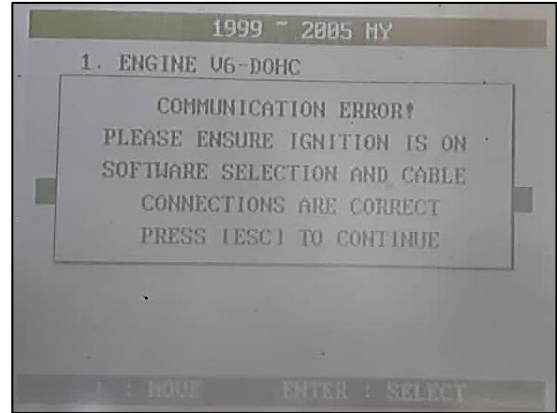 1999 ~ 2005 MY
1. ENGINE V6-DOHC
COMMUNICATION ERROR!
PLEASE ENSURE IGNITION IS ON
SOFTWARE SELECTION AND CABLE
CONNECTIONS ARE CORRECT
PRESS [ESC] TO CONTINUE
: MOVE ENTER : SELECT